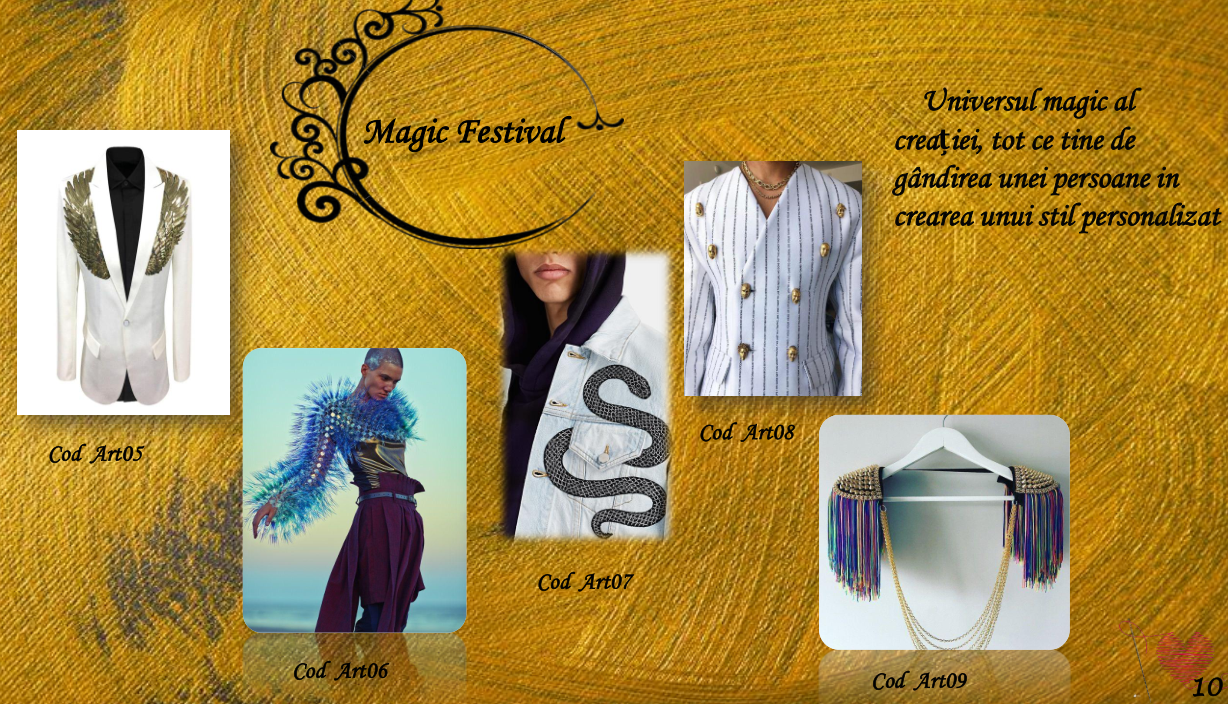 Magic Festival
Universul magic al
creației, tot ce tine de
gândirea unei persoane in
crearea unui stil personalizat
Cod Art05
Cod Art06
Cod Art07
Cod Art08
Cod Art09
10